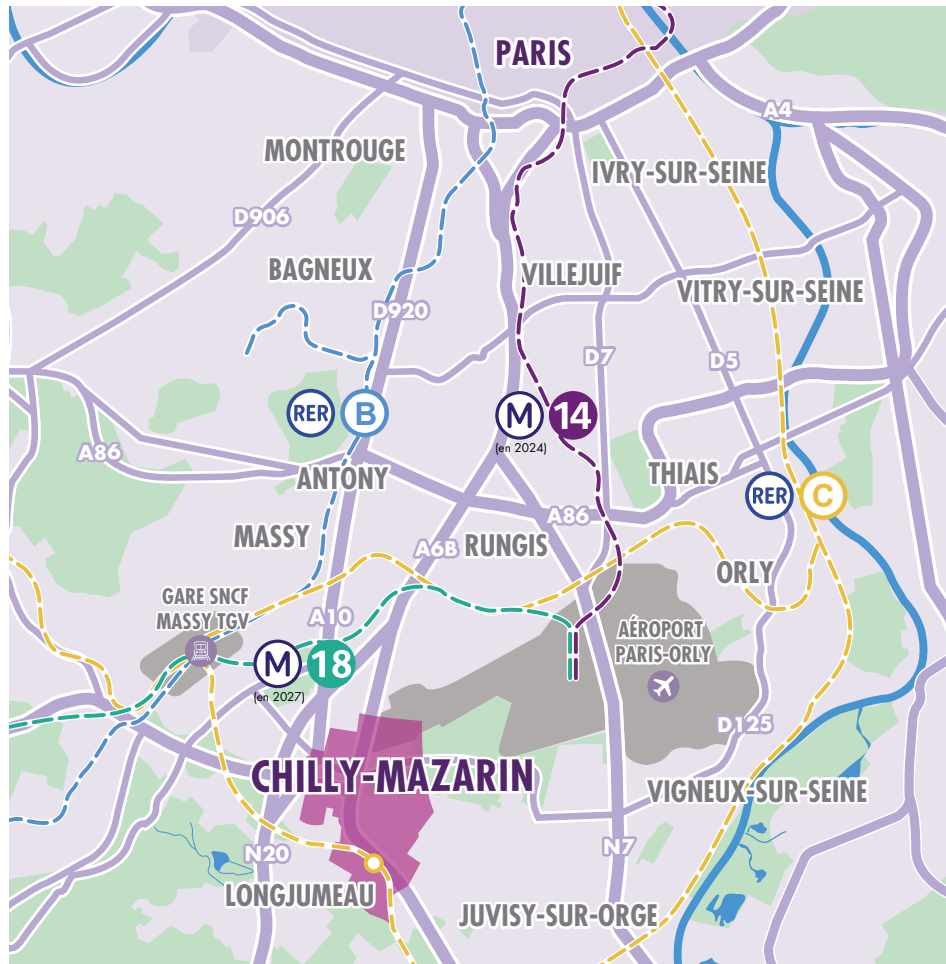 PARIS
A4
MONTROUGE
IVRY-SUR-SEINE
D906
BAGNEUX
VILLEJUIF
VITRY-SUR-SEINE
D920
D7
D5
RER B
M 14
(en 2024)
A86
ANTONY
THIAIS
RER C
A86
MASSY
A6B
RUNGIS
ORLY
GARE SNCF
MASSY TGV
A10
AÉROPORT
PARIS-ORLY
M 18
(en 2027)
D125
CHILLY-MAZARIN
VIGNEUX-SUR-SEINE
N20
N7
LONGJUMEAU
JUVISY-SUR-ORGE